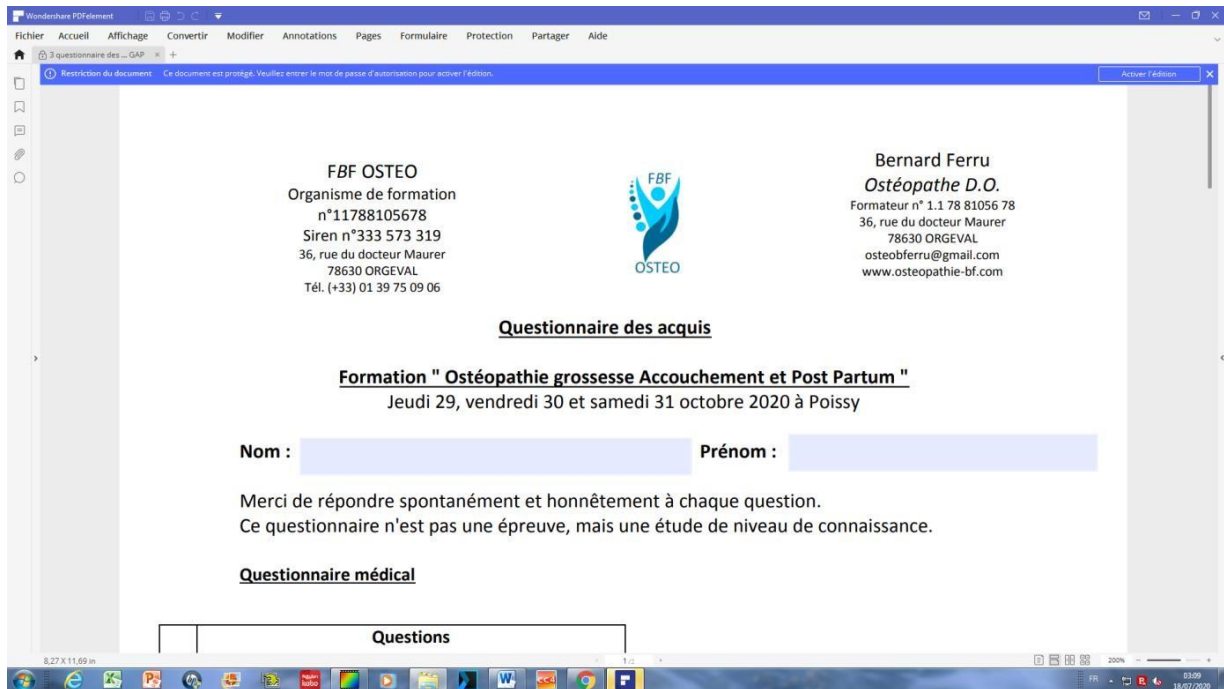 Wondershare PDFelement
Fichier Accueil Affichage Convertir Modifier Annotations Pages Formulaire Protection Partager Aide
3 questionnaire des ... GAP
Restriction du document Ce document est protégé. Veuillez entrer le mot de passe d'autorisation pour activer l'édition.
Activer l'édition
FBF OSTEO
Organisme de formation
n°11788105678
Siren n°333 573 319
36, rue du docteur Maurer
78630 ORGEVAL
Tél. (+33) 01 39 75 09 06
FBF
OSTEO
Bernard Ferru
Ostéopathe D.O.
Formateur n° 1.1 78 81056 78
36, rue du docteur Maurer
78630 ORGEVAL
osteobferru@gmail.com
www.osteopathie-bf.com
Questionnaire des acquis
Formation " Ostéopathie grossesse Accouchement et Post Partum "
Jeudi 29, vendredi 30 et samedi 31 octobre 2020 à Poissy
Nom : Prénom :
Merci de répondre spontanément et honnêtement à chaque question.
Ce questionnaire n'est pas une épreuve, mais une étude de niveau de connaissance.
Questionnaire médical
Questions
8,27 X 11,69 in
200%
FR
03:09
18/07/2020